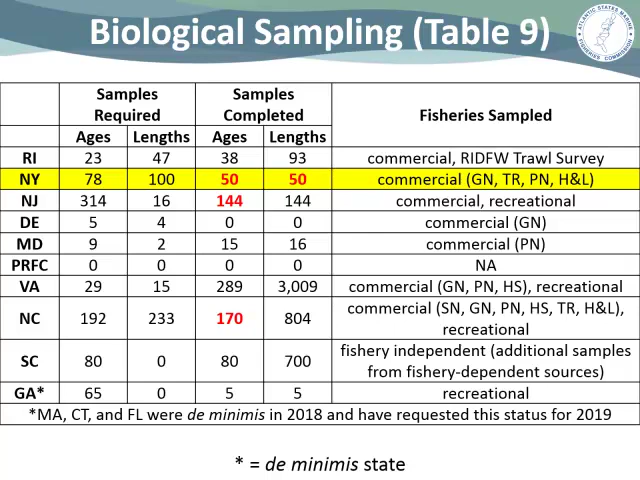 Biological Sampling (Table 9)
ATLANTIC STATES MARINE FISHERIES COMMISSION
Samples Required Samples Completed Fisheries Sampled
Ages Lengths Ages Lengths
RI 23 47 38 93 commercial, RIDFW Trawl Survey
NY 78 100 50 50 commercial (GN, TR, PN, H&L)
NJ 314 16 144 144 commercial, recreational
DE 5 4 0 0 commercial (GN)
MD 9 2 15 16 commercial (PN)
PRFC 0 0 0 0 NA
VA 29 15 289 3,009 commercial (GN, PN, HS), recreational
NC 192 233 170 804 commercial (SN, GN, PN, HS, TR, H&L),
recreational
SC 80 0 80 700 fishery independent (additional samples
from fishery-dependent sources)
GA* 65 0 5 5 recreational
*MA, CT, and FL were de minimis in 2018 and have requested this status for 2019
* = de minimis state